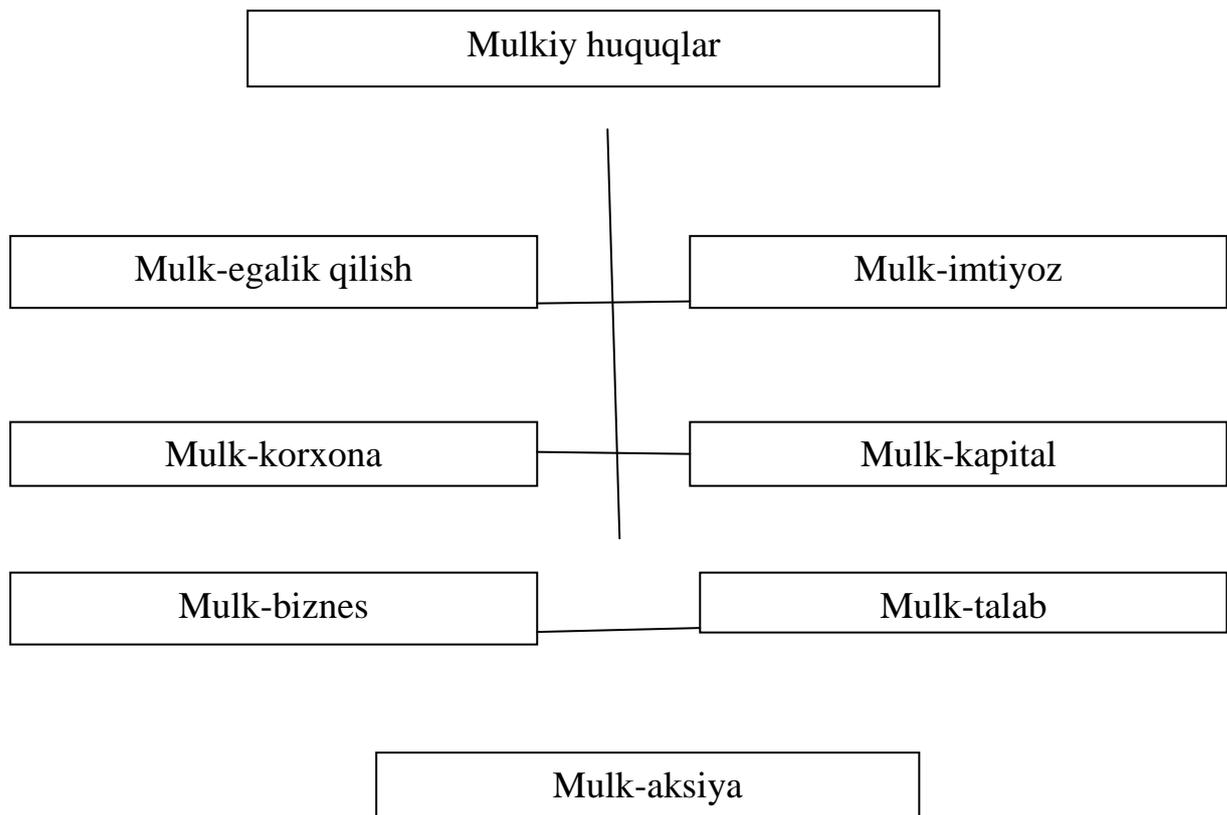 Mulkiy huquqlar
Mulk-egalik qilish
Mulk-imtiyoz
Mulk-korxona
Mulk-kapital
Mulk-biznes
Mulk-talab
Mulk-aksiya